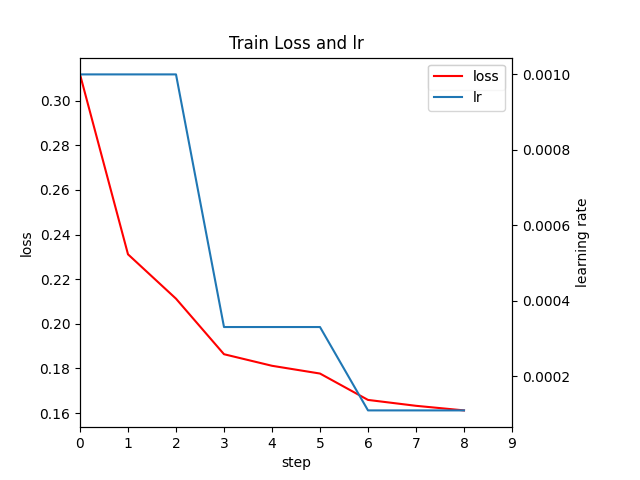 Train Loss and lr
loss
lr
0.30
0.28
0.26
0.24
0.22
0.20
0.18
0.16
loss
0.0010
0.0008
0.0006
0.0004
0.0002
learning rate
0 1 2 3 4 5 6 7 8 9
step